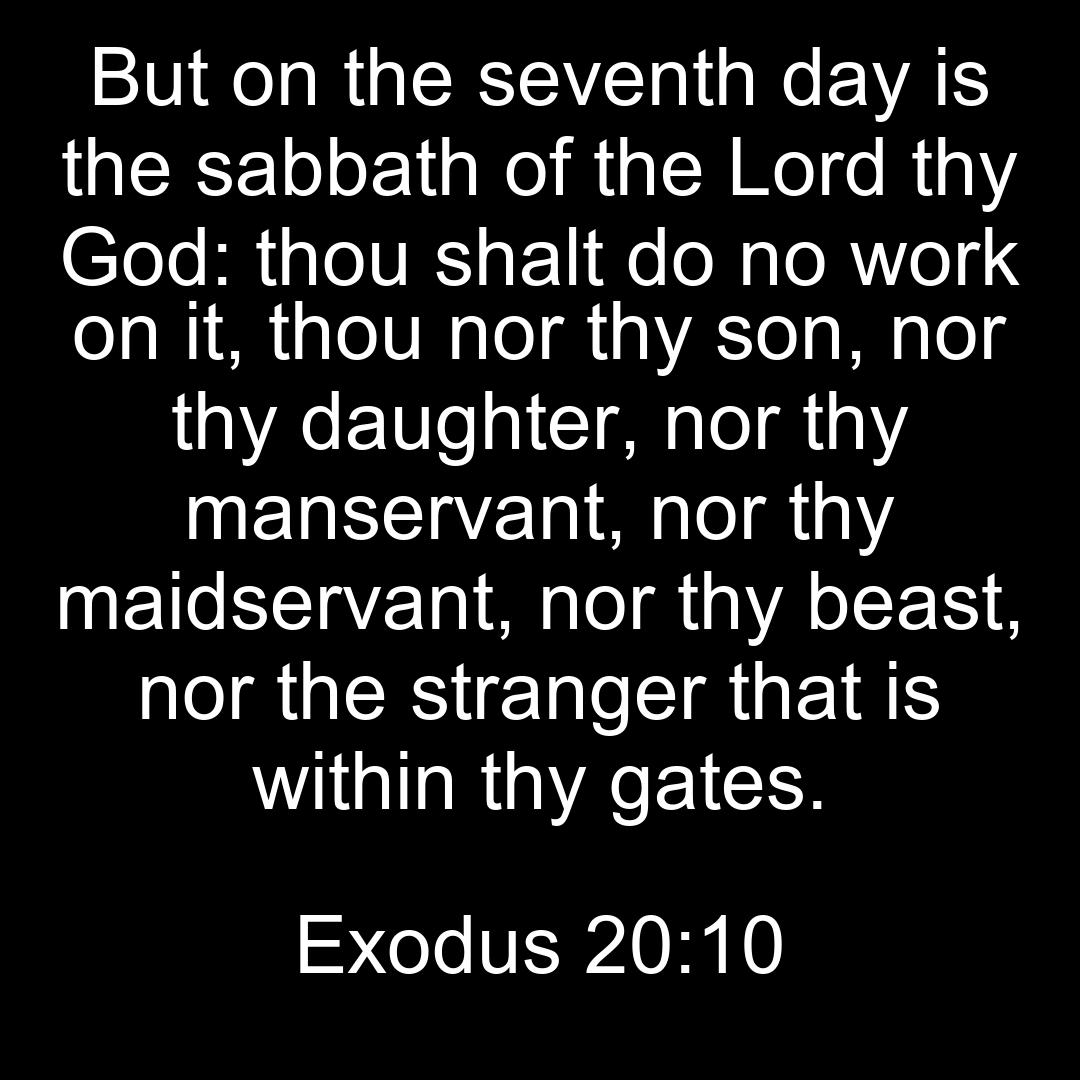 But on the seventh day is
the sabbath of the Lord thy
God: thou shalt do no work
on it, thou nor thy son, nor
thy daughter, nor thy
manservant, nor thy
maidservant, nor thy beast,
nor the stranger that is
within thy gates.
Exodus 20:10